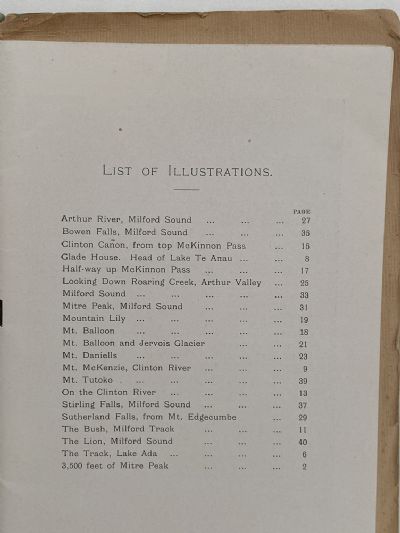 LIST OF ILLUSTRATIONS.
PAGE
Arthur River, Milford Sound ... ... ... 27
Bowen Falls, Milford Sound ... ... ... 35
Clinton Cañon, from top McKinnon Pass ... 15
Glade House. Head of Lake Te Anau ... ... 8
Half-way up McKinnon Pass ... ... ... 17
Looking Down Roaring Creek, Arthur Valley ... 25
Milford Sound ... ... ... ... ... 33
Mitre Peak, Milford Sound ... ... ... 31
Mountain Lily ... ... ... ... ... 19
Mt. Balloon ... ... ... ... ... 18
Mt. Balloon and Jervois Glacier ... ... 21
Mt. Daniells ... ... ... ... ... 23
Mt. McKenzie, Clinton River ... ... ... 9
Mt. Tutoko . ... ... ... ... ... 39
On the Clinton River ... ... ... ... 13
Stirling Falls, Milford Sound ... ... ... 37
Sutherland Falls, from Mt. Edgecumbe ... 29
The Bush, Milford Track ... ... ... 11
The Lion, Milford Sound ... ... ... 40
The Track, Lake Ada ... ... ... ... 6
3,500 feet of Mitre Peak ... ... ... 2